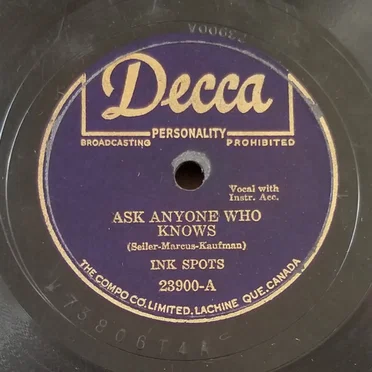 Decca
PERSONALITY
BROADCASTING PROHIBITED
Vocal with
Instr. Acc.
ASK ANYONE WHO
KNOWS
(Seiler-Marcus-Kaufman)
INK SPOTS
23900-A
THE COMPO CO. LIMITED. LACHINE QUE. CANADA